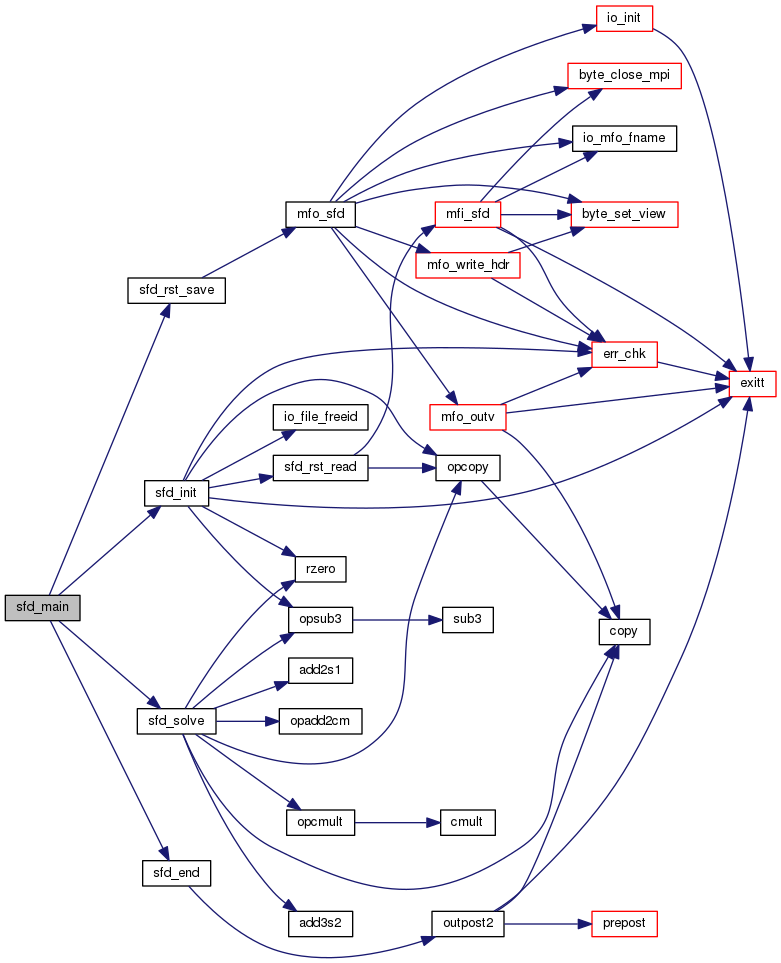 io_init
byte_close_mpi
io_mfo_fname
mfo_sfd
mfi_sfd
byte_set_view
mfo_write_hdr
sfd_rst_save
err_chk
exitt
io_file_freeid
mfo_outv
sfd_rst_read
opcopy
sfd_init
rzero
sfd_main
opsub3
sub3
copy
add2s1
sfd_solve
opadd2cm
opcmult
cmult
sfd_end
add3s2
outpost2
prepost